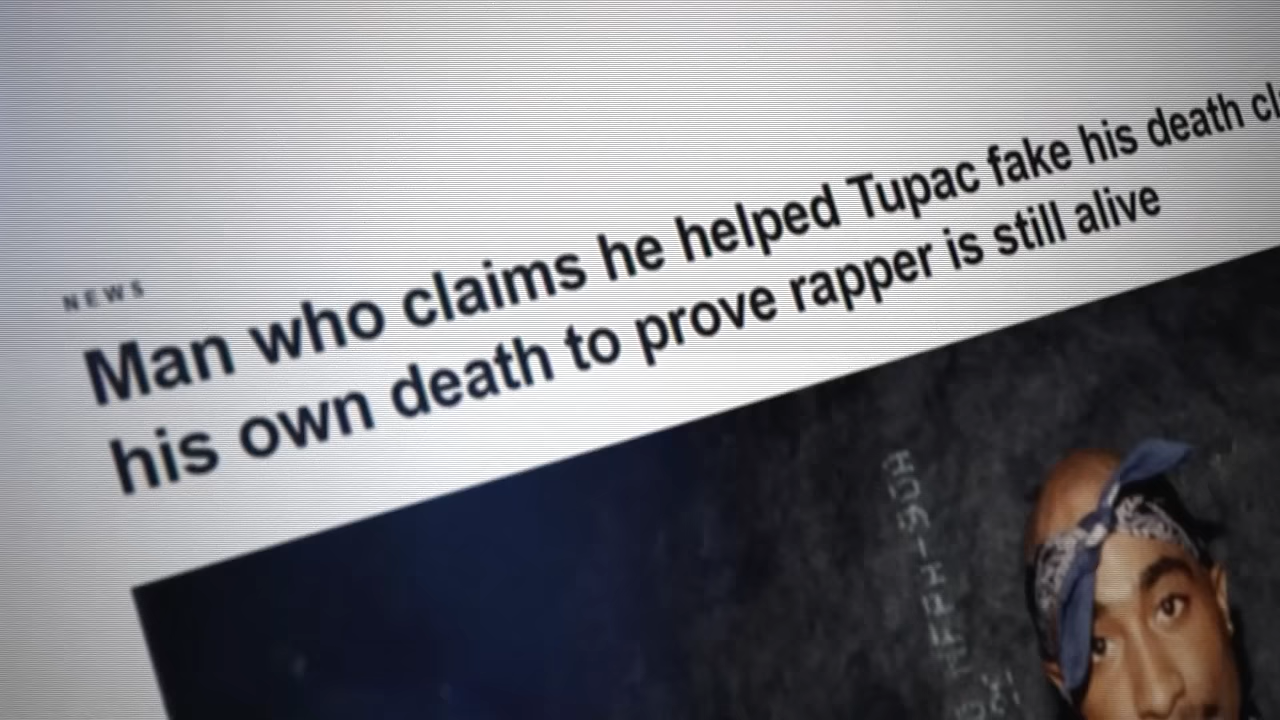 NEWS
Man who claims he helped Tupac fake his death
his own death to prove rapper is still alive